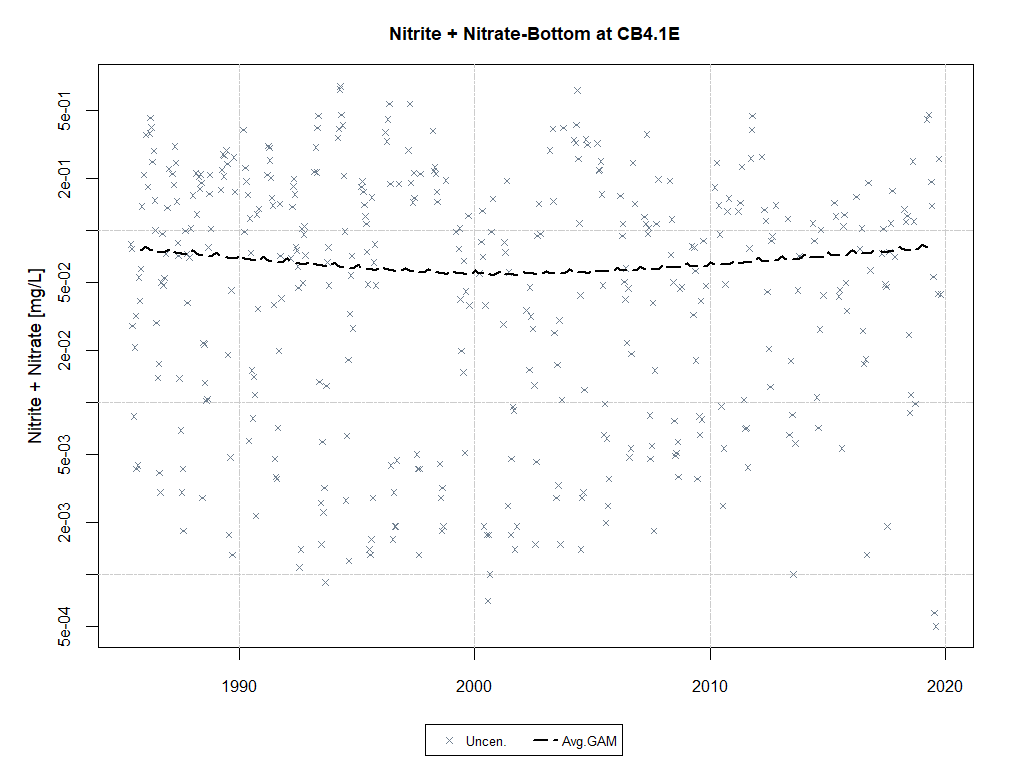 Nitrite + Nitrate-Bottom at CB4.1E
Nitrite + Nitrate [mg/L]
5e-01
2e-01
5e-02
2e-02
5e-03
2e-03
5e-04
1990
2000
2010
2020
Uncen. Avg.GAM